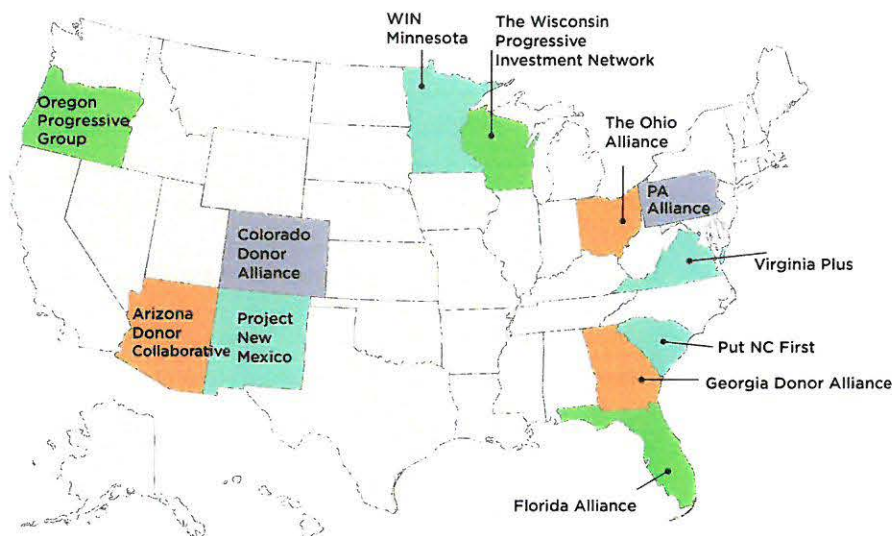 WIN
Minnesota
The Wisconsin
Progressive
Investment Network
Oregon
Progressive
Group
The Ohio
Alliance
PA
Alliance
Colorado
Donor
Alliance
Virginia Plus
Arizona
Donor
Collaborative
Project
New
Mexico
Put NC First
Georgia Donor Alliance
Florida Alliance